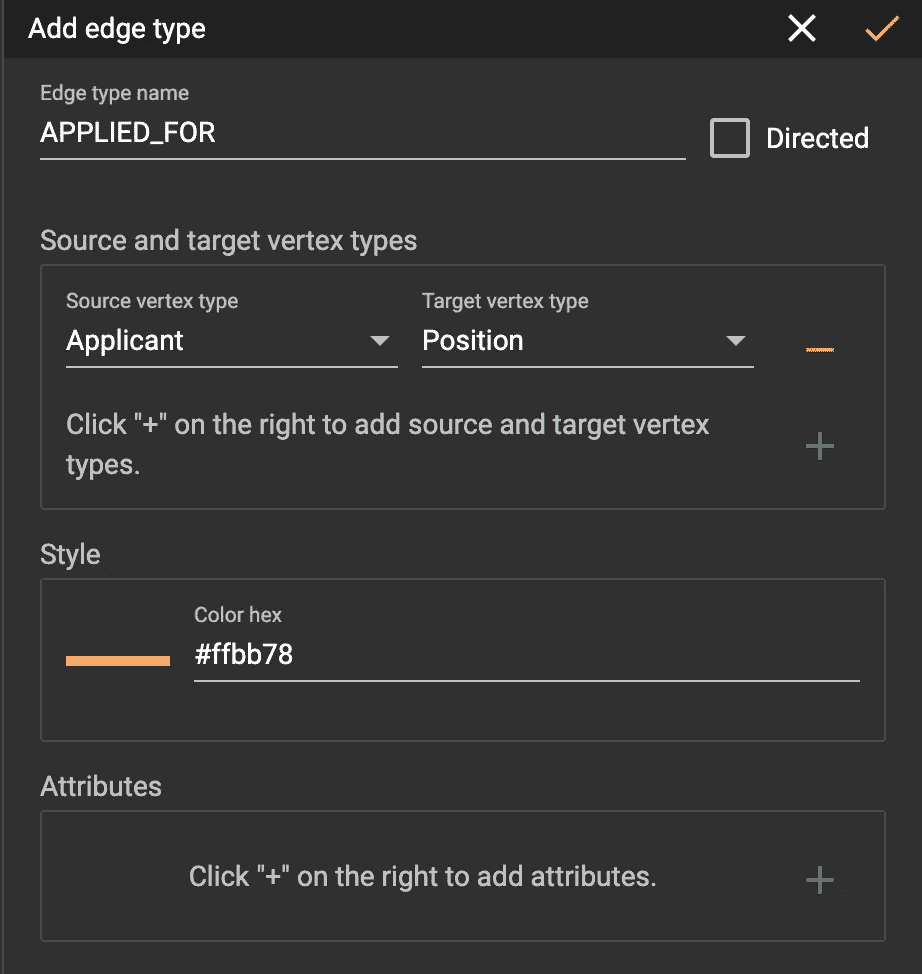 Add edge type
Edge type name
APPLIED_FOR
Directed
Source and target vertex types
Source vertex type
Target vertex type
Applicant
Position
Click "+" on the right to add source and target vertex
types.
Style
Color hex
#ffbb78
Attributes
Click "+" on the right to add attributes.